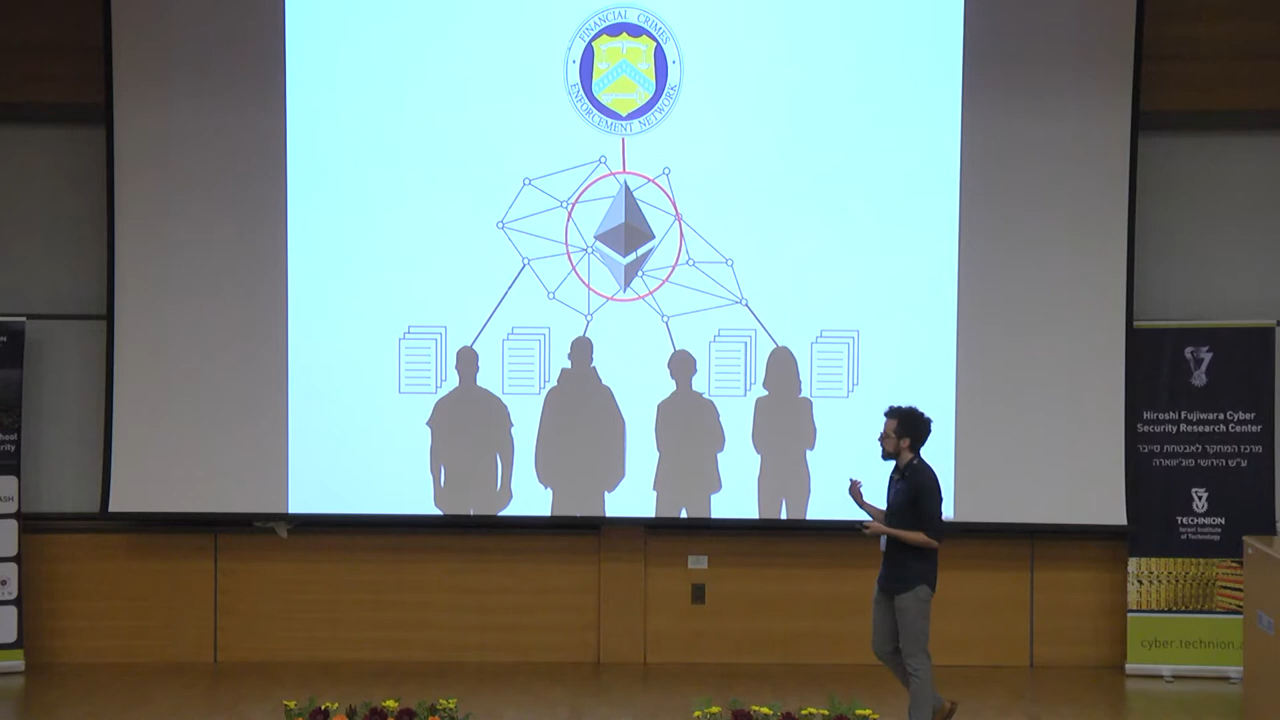 FINANCIAL CRIMES
ENFORCEMENT NETWORK
Hiroshi Fujiwara Cyber
Security Research Center
מרכז המחקר לאבטחת סייבר
ע"ש הירושי פוג'יווארה
TECHNION
Israel Institute
of Technology
cyber.technion.a